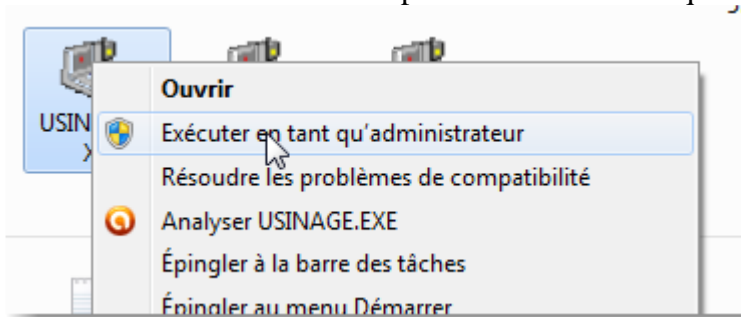 Ouvrir
USIN
Exécuter en tant qu'administrateur
Résoudre les problèmes de compatibilité
Analyser USINAGE.EXE
Épingler à la barre des tâches
Épingler au menu Démarrer